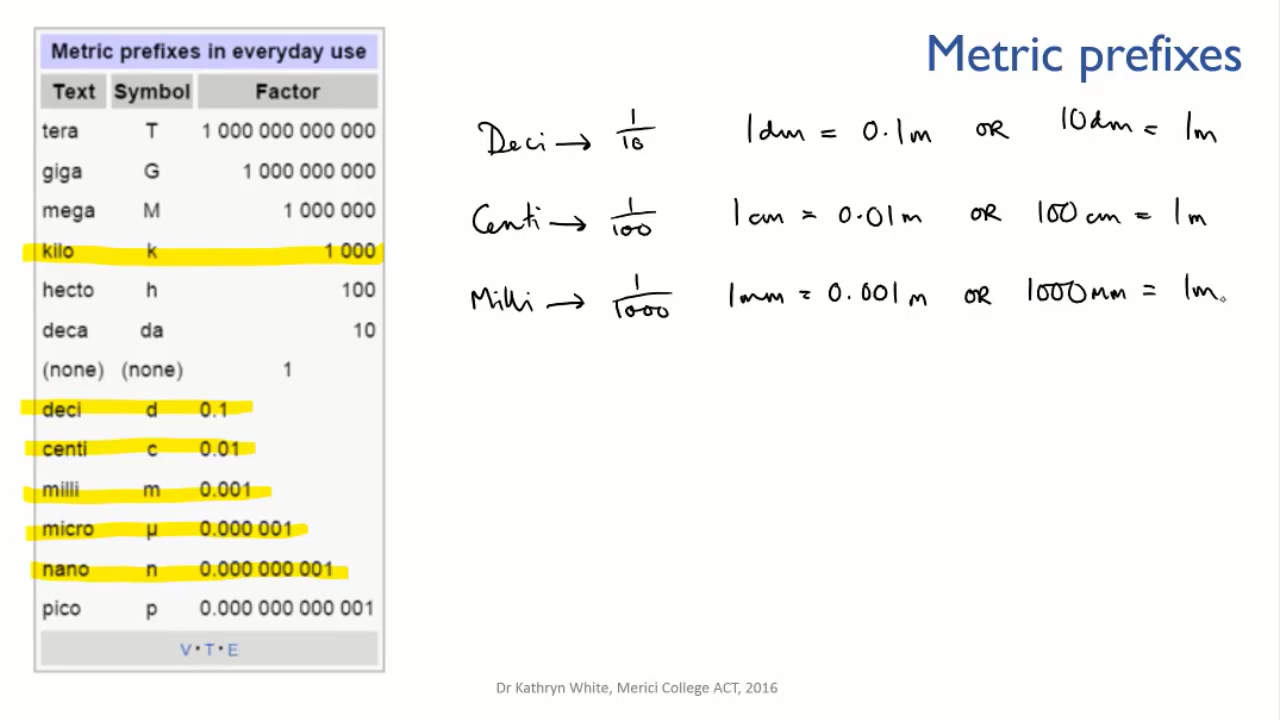 Metric prefixes
Metric prefixes in everyday use
Text Symbol Factor
tera T 1 000 000 000 000
giga G 1 000 000 000
mega M 1 000 000
kilo k 1 000
hecto h 100
deca da 10
(none) (none) 1
deci d 0.1
centi c 0.01
milli m 0.001
micro μ 0.000 001
nano n 0.000 000 001
pico p 0.000 000 000 001
V·T·E
Deci → 1/10 1dm = 0.1m OR 10dm = 1m
Centi → 1/100 1cm = 0.01m OR 100cm = 1m
Milli → 1/1000 1mm = 0.001m OR 1000mm = 1m.
Dr Kathryn White, Merici College ACT, 2016